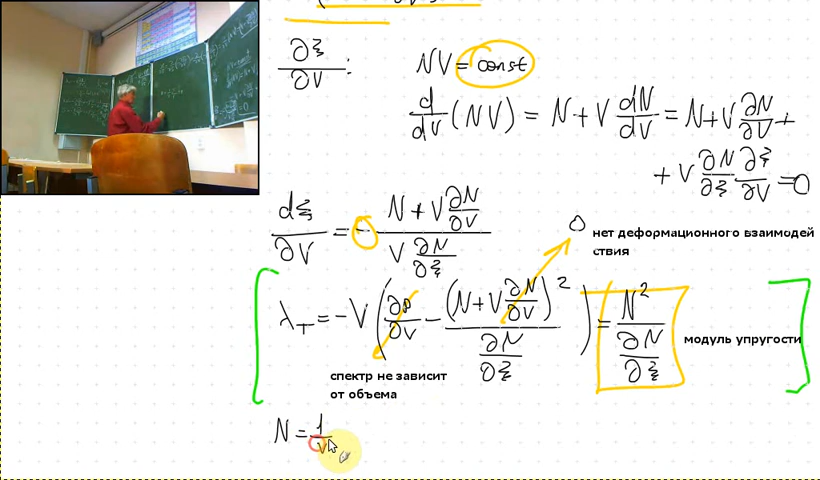 ∂ξ/∂V :
NV = const
d/dV (NV) = N + V dN/dV = N + V ∂N/∂V +
+ V ∂N/∂ξ ∂ξ/∂V = 0
dξ/∂V = - (N + V ∂N/∂V) / (V ∂N/∂ξ)
0
нет деформационного взаимодей
ствия
λ_T = -V (∂P/∂V - (N + V ∂N/∂V)² / (∂N/∂ξ)) = N² / (∂N/∂ξ)
модуль упругости
спектр не зависит
от объема
N = 1/V